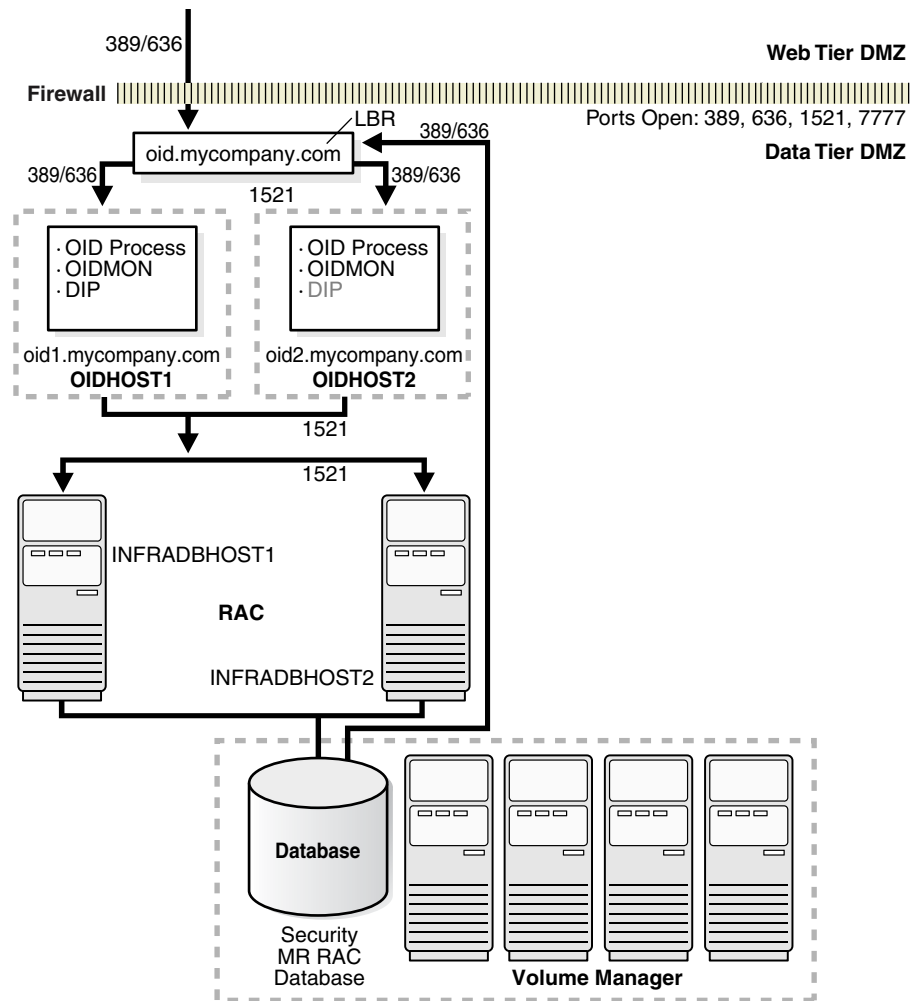 389/636
Web Tier DMZ
Firewall
Ports Open: 389, 636, 1521, 7777
LBR
389/636
Data Tier DMZ
oid.mycompany.com
389/636
389/636
1521
· OID Process
· OIDMON
· DIP
· OID Process
· OIDMON
· DIP
oid1.mycompany.com
OIDHOST1
oid2.mycompany.com
OIDHOST2
1521
1521
INFRADBHOST1
RAC
INFRADBHOST2
Database
Security
MR RAC
Database
Volume Manager